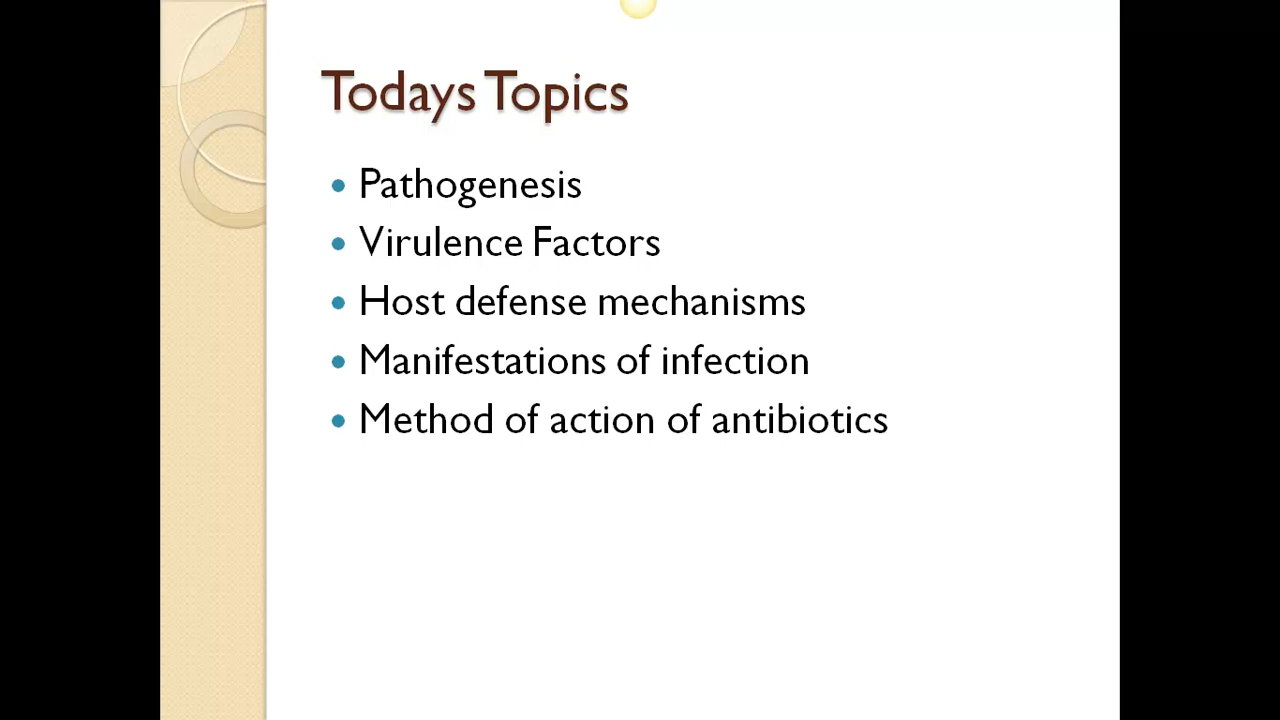 Todays Topics
Pathogenesis
Virulence Factors
Host defense mechanisms
Manifestations of infection
Method of action of antibiotics